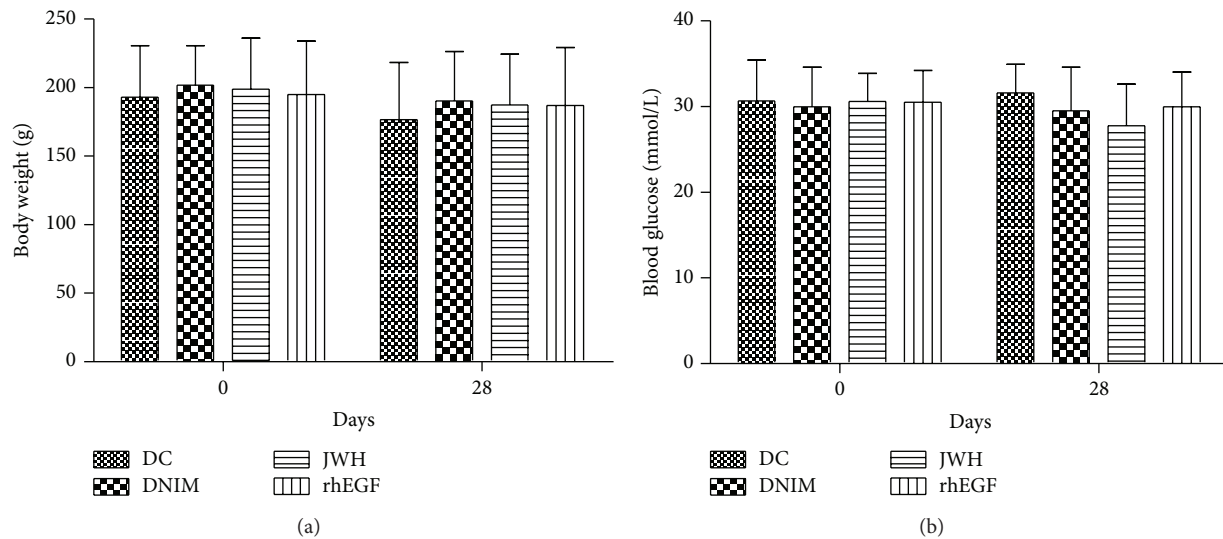 250
200
150
100
50
0
Body weight (g)
0
28
Days
DC
JWH
DNIM
rhEGF
(a)
40
30
20
10
0
Blood glucose (mmol/L)
0
28
Days
DC
JWH
DNIM
rhEGF
(b)